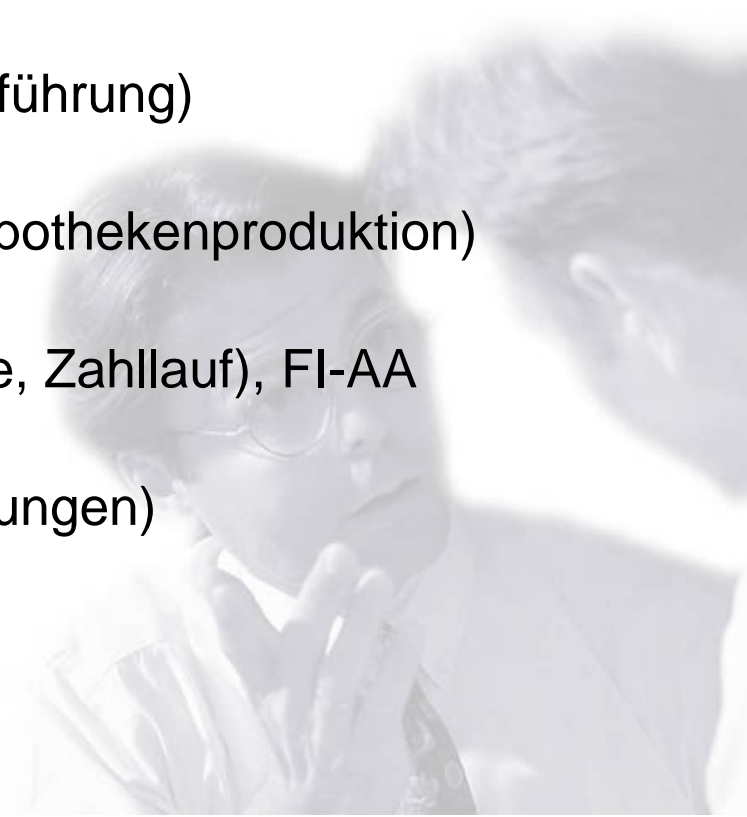 führung)
pothekenproduktion)
e, Zahllauf), FI-AA
ungen)